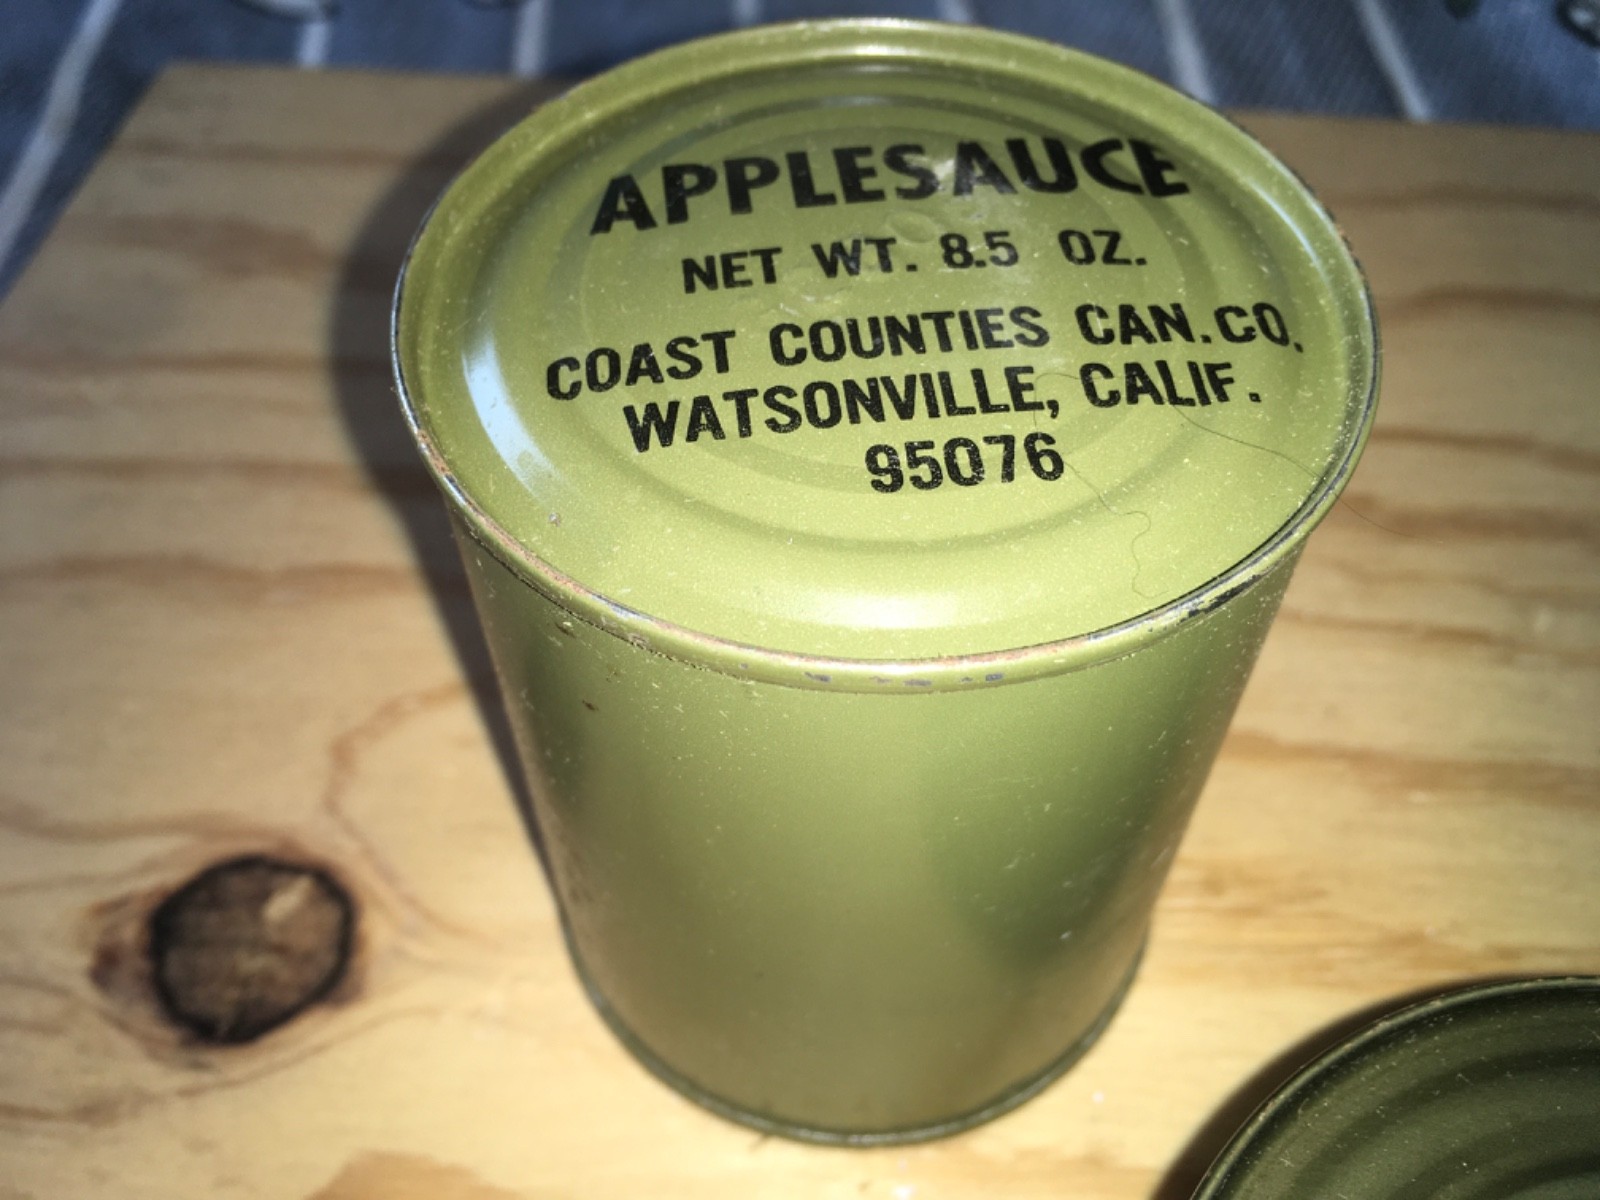 APPLESAUCE
NET WT. 8.5 OZ.
COAST COUNTIES CAN.CO.
WATSONVILLE, CALIF.
95076